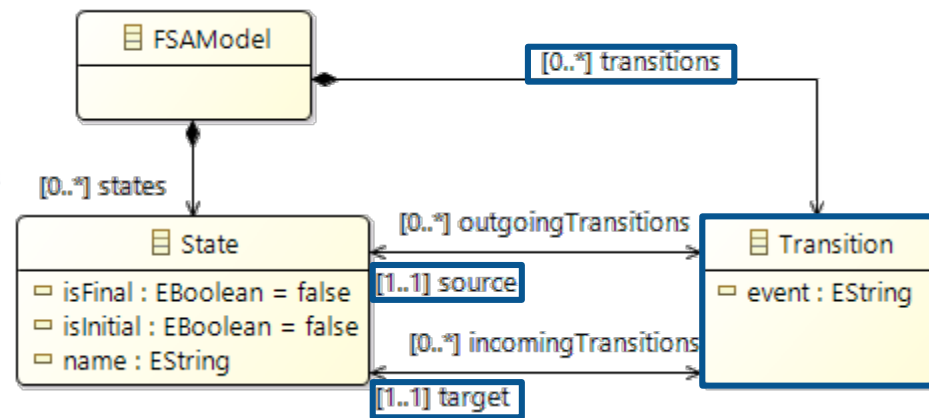 FSAModel
[0..*] transitions
[0..*] states
State
isFinal : EBoolean = false
isInitial : EBoolean = false
name : EString
[0..*] outgoingTransitions
[1..1] source
[0..*] incomingTransitions
[1..1] target
Transition
event : EString